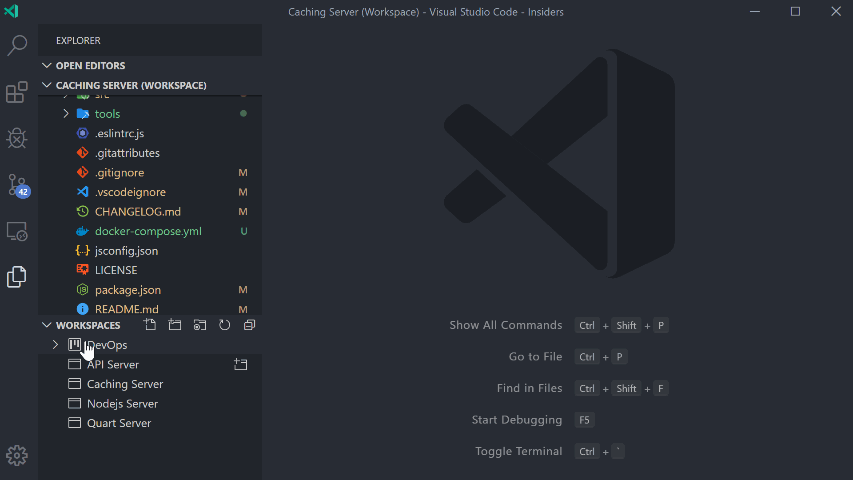 Caching Server (Workspace) - Visual Studio Code - Insiders
EXPLORER
OPEN EDITORS
CACHING SERVER (WORKSPACE)
tools
.eslintrc.js
.gitattributes
.gitignore M
.vscodeignore M
CHANGELOG.md M
docker-compose.yml U
jsconfig.json
LICENSE
package.json M
README.md M
42
WORKSPACES
DevOps
API Server
Caching Server
Nodejs Server
Quart Server
Show All Commands Ctrl + Shift + P
Go to File Ctrl + P
Find in Files Ctrl + Shift + F
Start Debugging F5
Toggle Terminal Ctrl + `